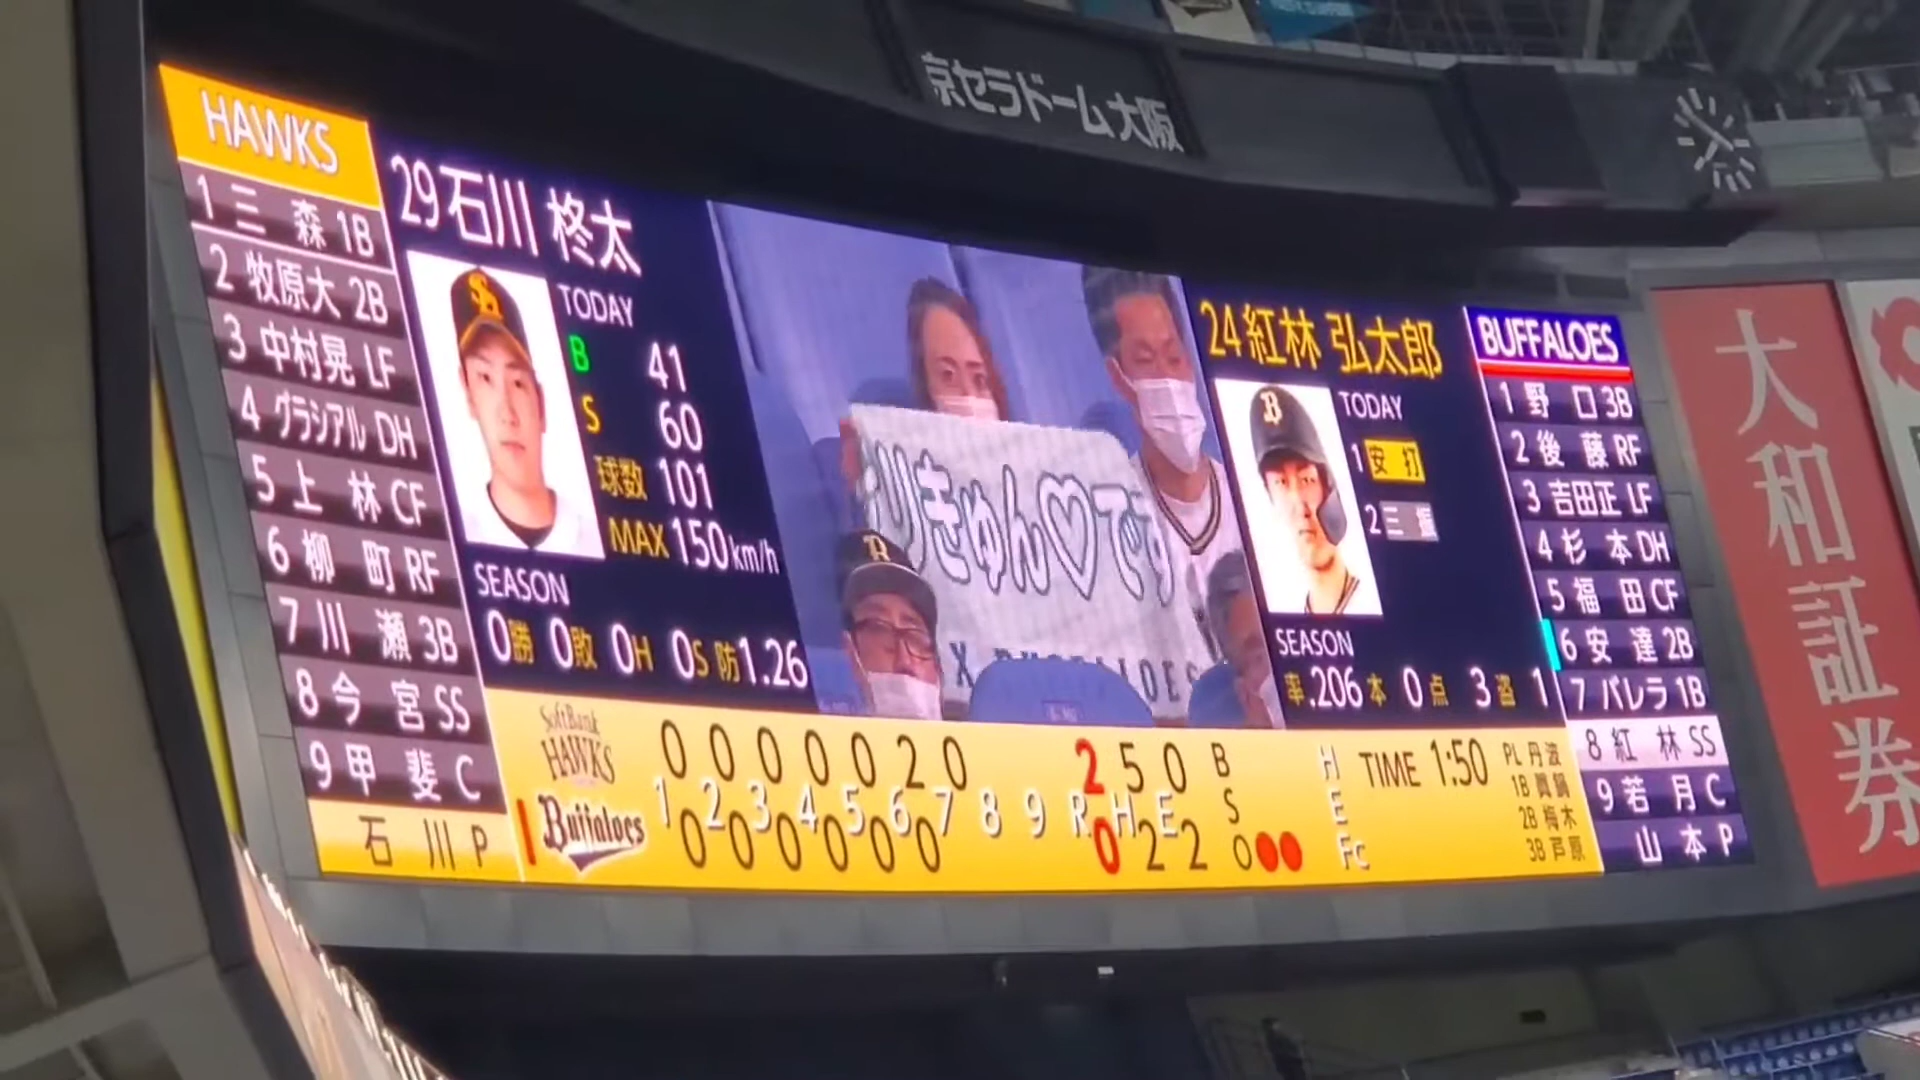 京セラドーム大阪
HAWKS
1 三 森 1B
2 牧原大 2B
3 中村晃 LF
4 グラシアル DH
5 上 林 CF
6 柳 町 RF
7 川 瀬 3B
8 今 宮 SS
9 甲 斐 C
石 川 P
29 石川 柊太
TODAY
B 41
S 60
球数 101
MAX 150km/h
SEASON
0勝 0敗 0H 0S 防1.26
りきゅん♡です
B
24 紅林 弘太郎
TODAY
1 安 打
2 三 振
SEASON
率.206 本 0 点 3 盗 1
BUFFALOES
1 野 口 3B
2 後 藤 RF
3 吉田正 LF
4 杉 本 DH
5 福 田 CF
6 安 達 2B
7 バレラ 1B
8 紅 林 SS
9 若 月 C
山 本 P
SoftBank HAWKS 0 0 0 0 0 2 0 2 5 0
1 2 3 4 5 6 7 8 9 R H E
Buffaloes 0 0 0 0 0 0 0 2 2
B
S
O
H
E
Fc
TIME 1:50
PL 丹波
1B 眞鍋
2B 梅木
3B 芦原
大和証券